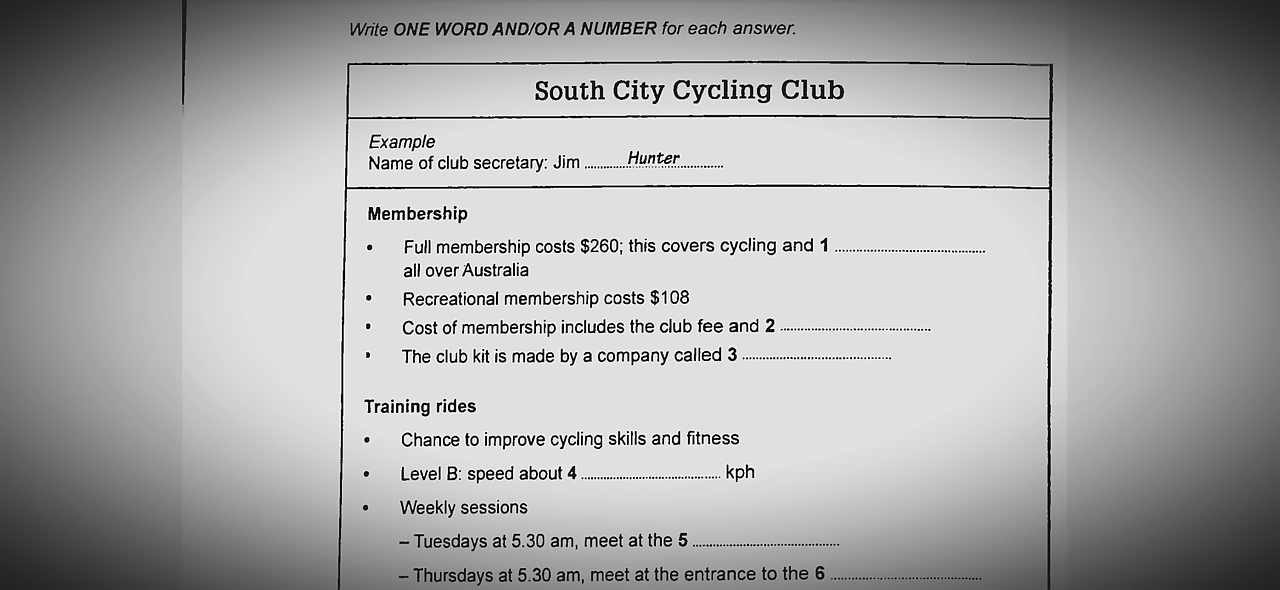 Write ONE WORD AND/OR A NUMBER for each answer.
South City Cycling Club
Example
Name of club secretary: Jim ............Hunter............
Membership
• Full membership costs $260; this covers cycling and 1 ........................................
all over Australia
• Recreational membership costs $108
• Cost of membership includes the club fee and 2 ........................................
• The club kit is made by a company called 3 ........................................
Training rides
• Chance to improve cycling skills and fitness
• Level B: speed about 4 ........................................ kph
• Weekly sessions
– Tuesdays at 5.30 am, meet at the 5 ........................................
– Thursdays at 5.30 am, meet at the entrance to the 6 ........................................